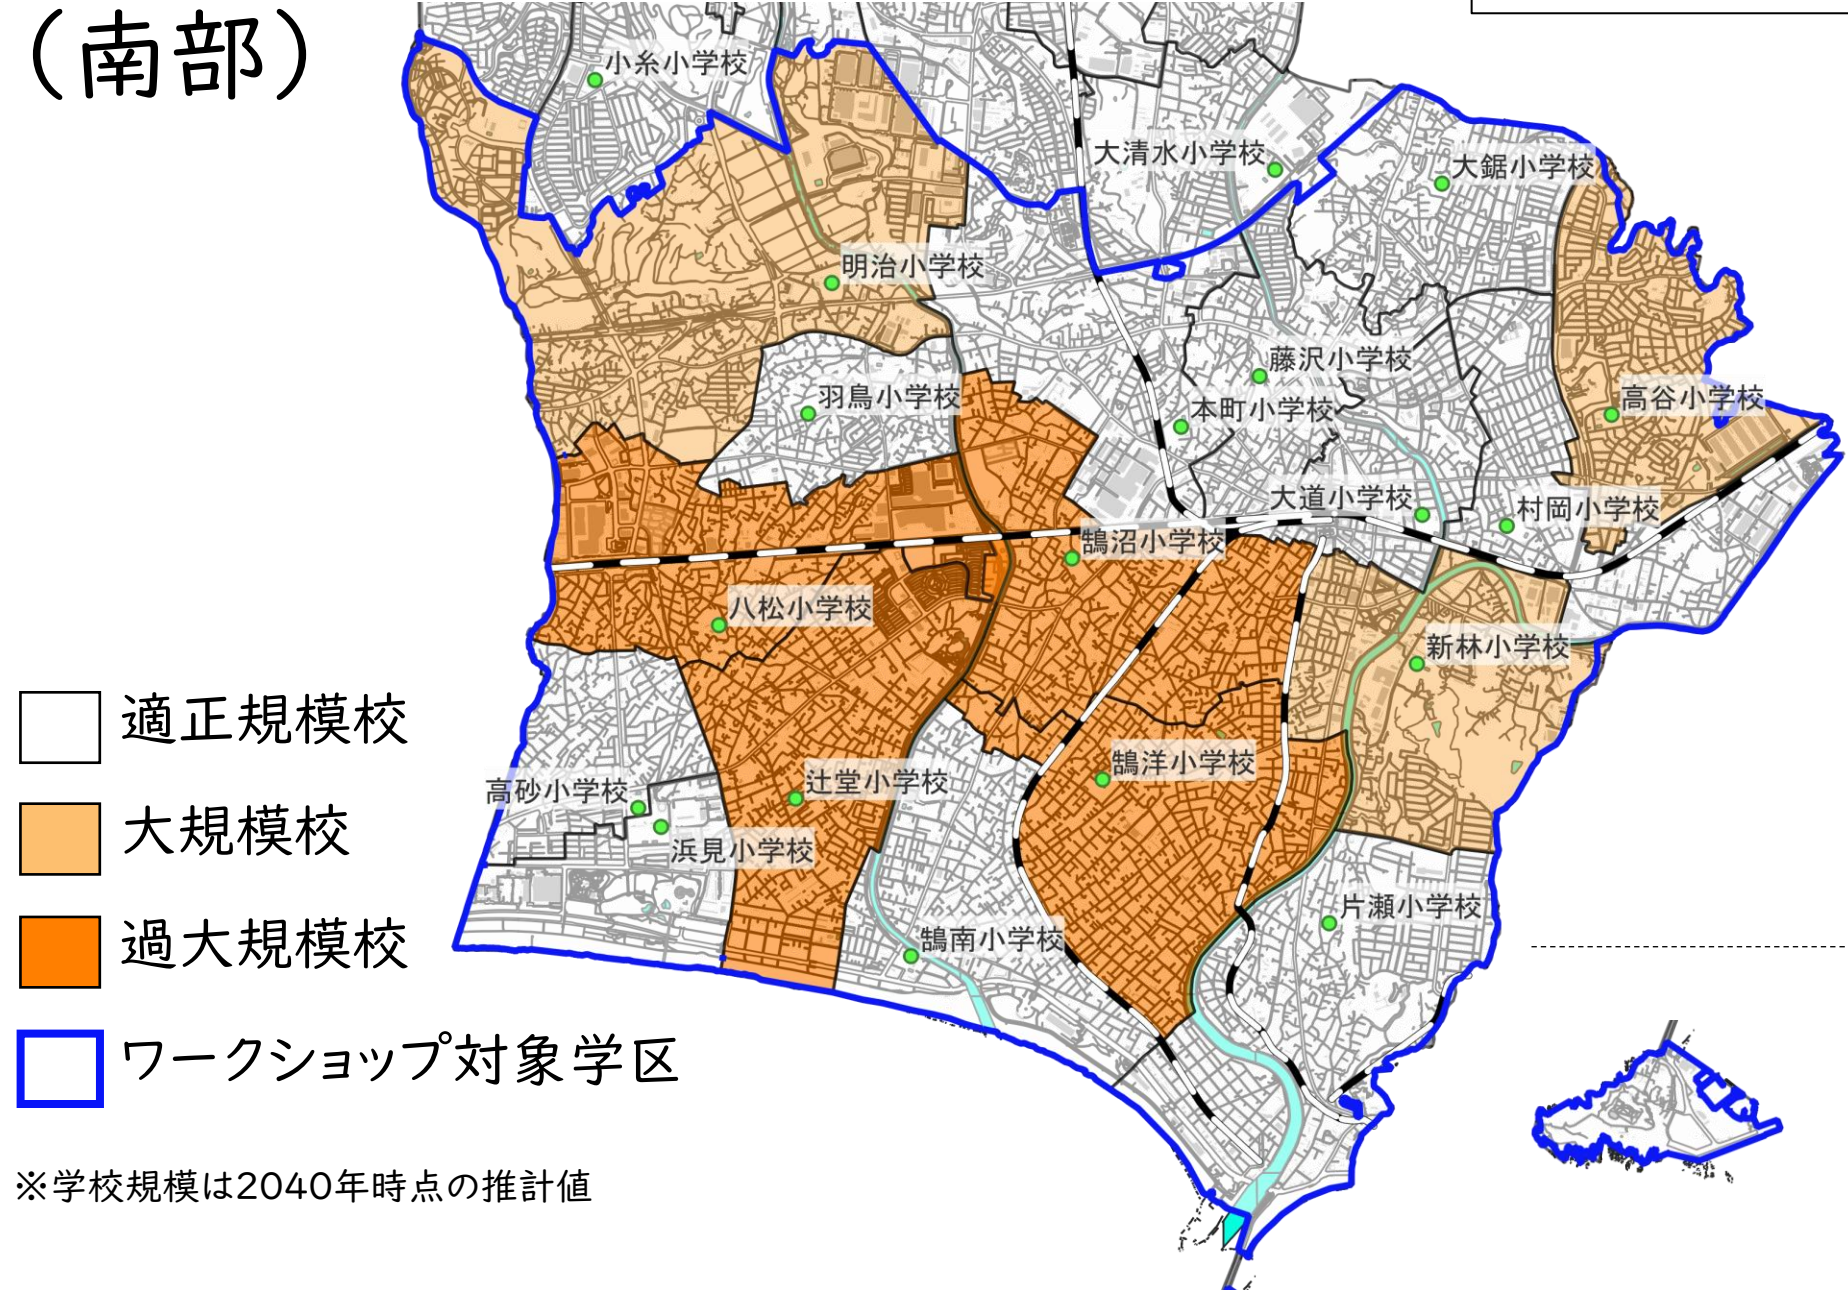 （南部）
小糸小学校
大清水小学校
大鋸小学校
明治小学校
藤沢小学校
羽鳥小学校
本町小学校
高谷小学校
大道小学校
村岡小学校
鵠沼小学校
八松小学校
新林小学校
鵠洋小学校
辻堂小学校
高砂小学校
浜見小学校
片瀬小学校
鵠南小学校
適正規模校
大規模校
過大規模校
ワークショップ対象学区
※学校規模は2040年時点の推計値